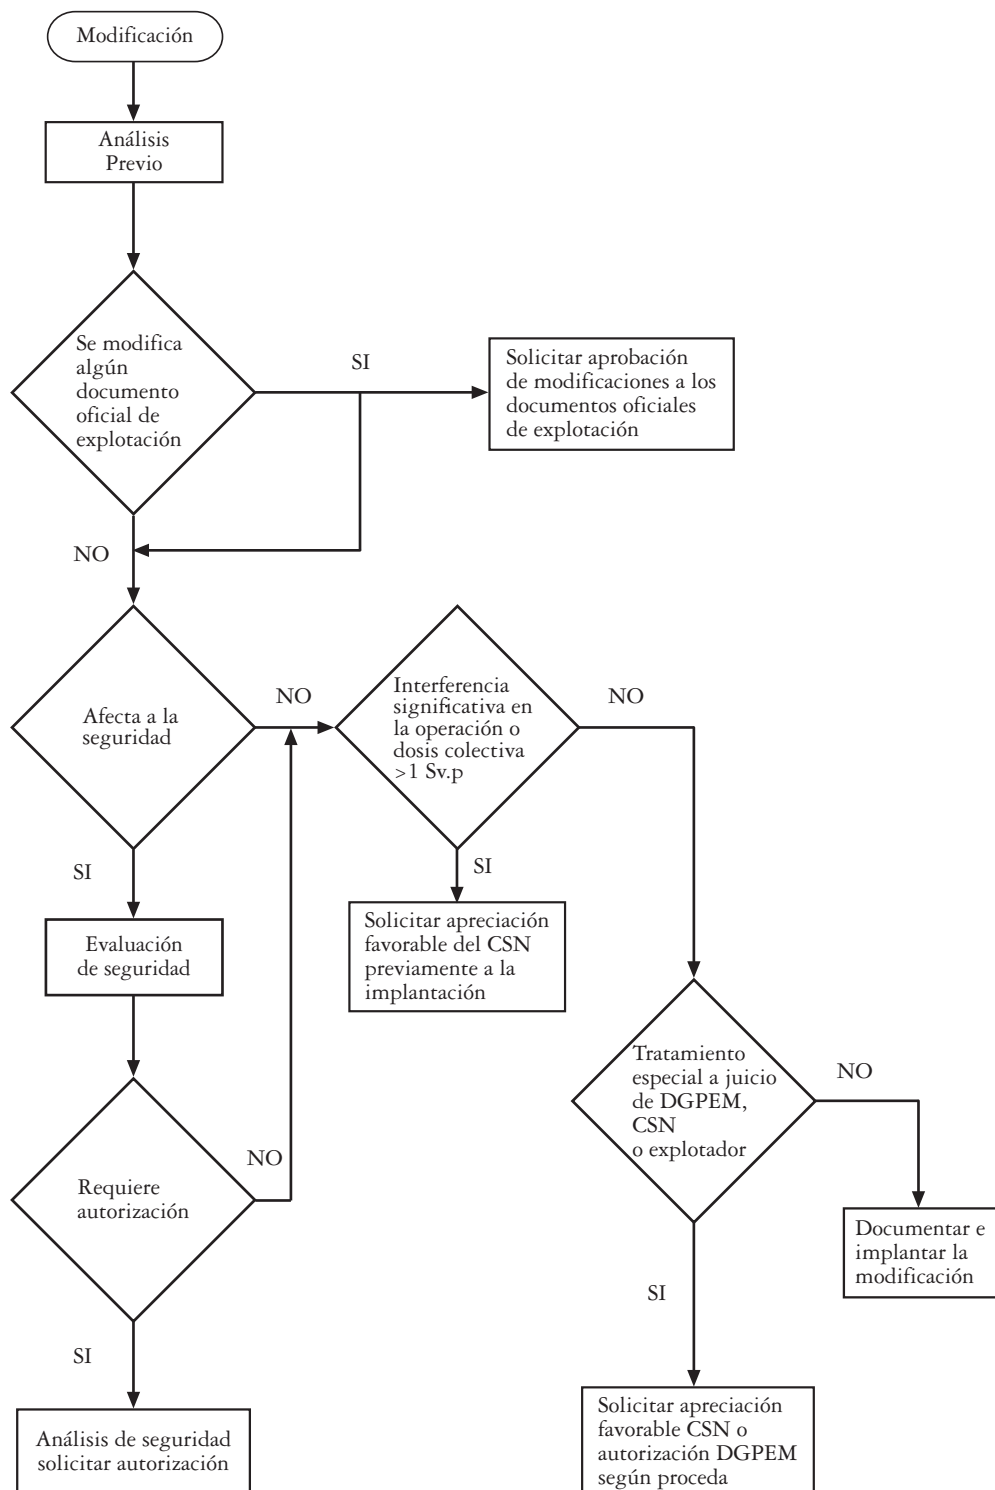 Modificación
Análisis
Previo
Se modifica
algún
documento
oficial de
explotación
SI
Solicitar aprobación
de modificaciones a los
documentos oficiales
de explotación
NO
Afecta a la
seguridad
NO
Interferencia
significativa en
la operación o
dosis colectiva
>1 Sv.p
NO
SI
Evaluación
de seguridad
SI
Solicitar apreciación
favorable del CSN
previamente a la
implantación
Requiere
autorización
NO
Tratamiento
especial a juicio
de DGPEM,
CSN
o explotador
NO
Documentar e
implantar la
modificación
SI
Análisis de seguridad
solicitar autorización
SI
Solicitar apreciación
favorable CSN o
autorización DGPEM
según proceda